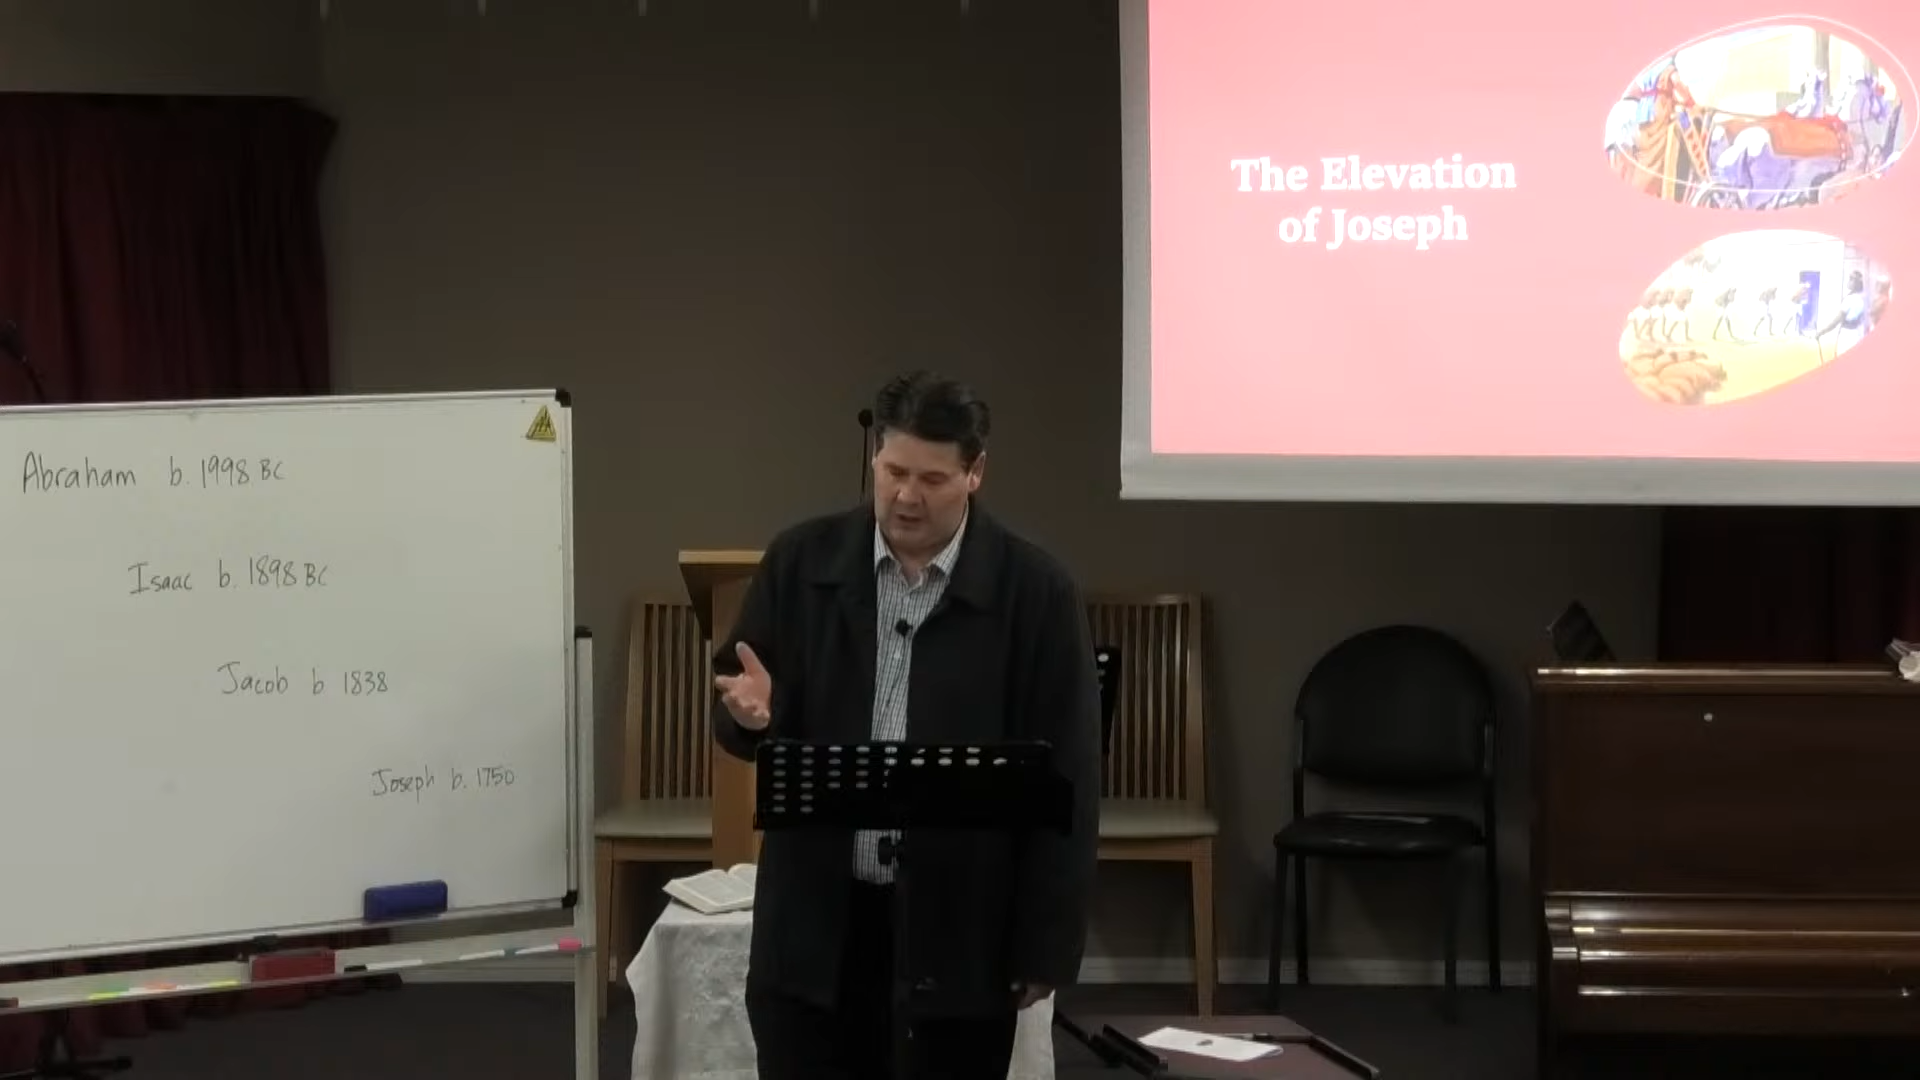 Abraham b. 1998 BC
Isaac b. 1898 BC
Jacob b 1838
Joseph b. 1750
The Elevation
of Joseph